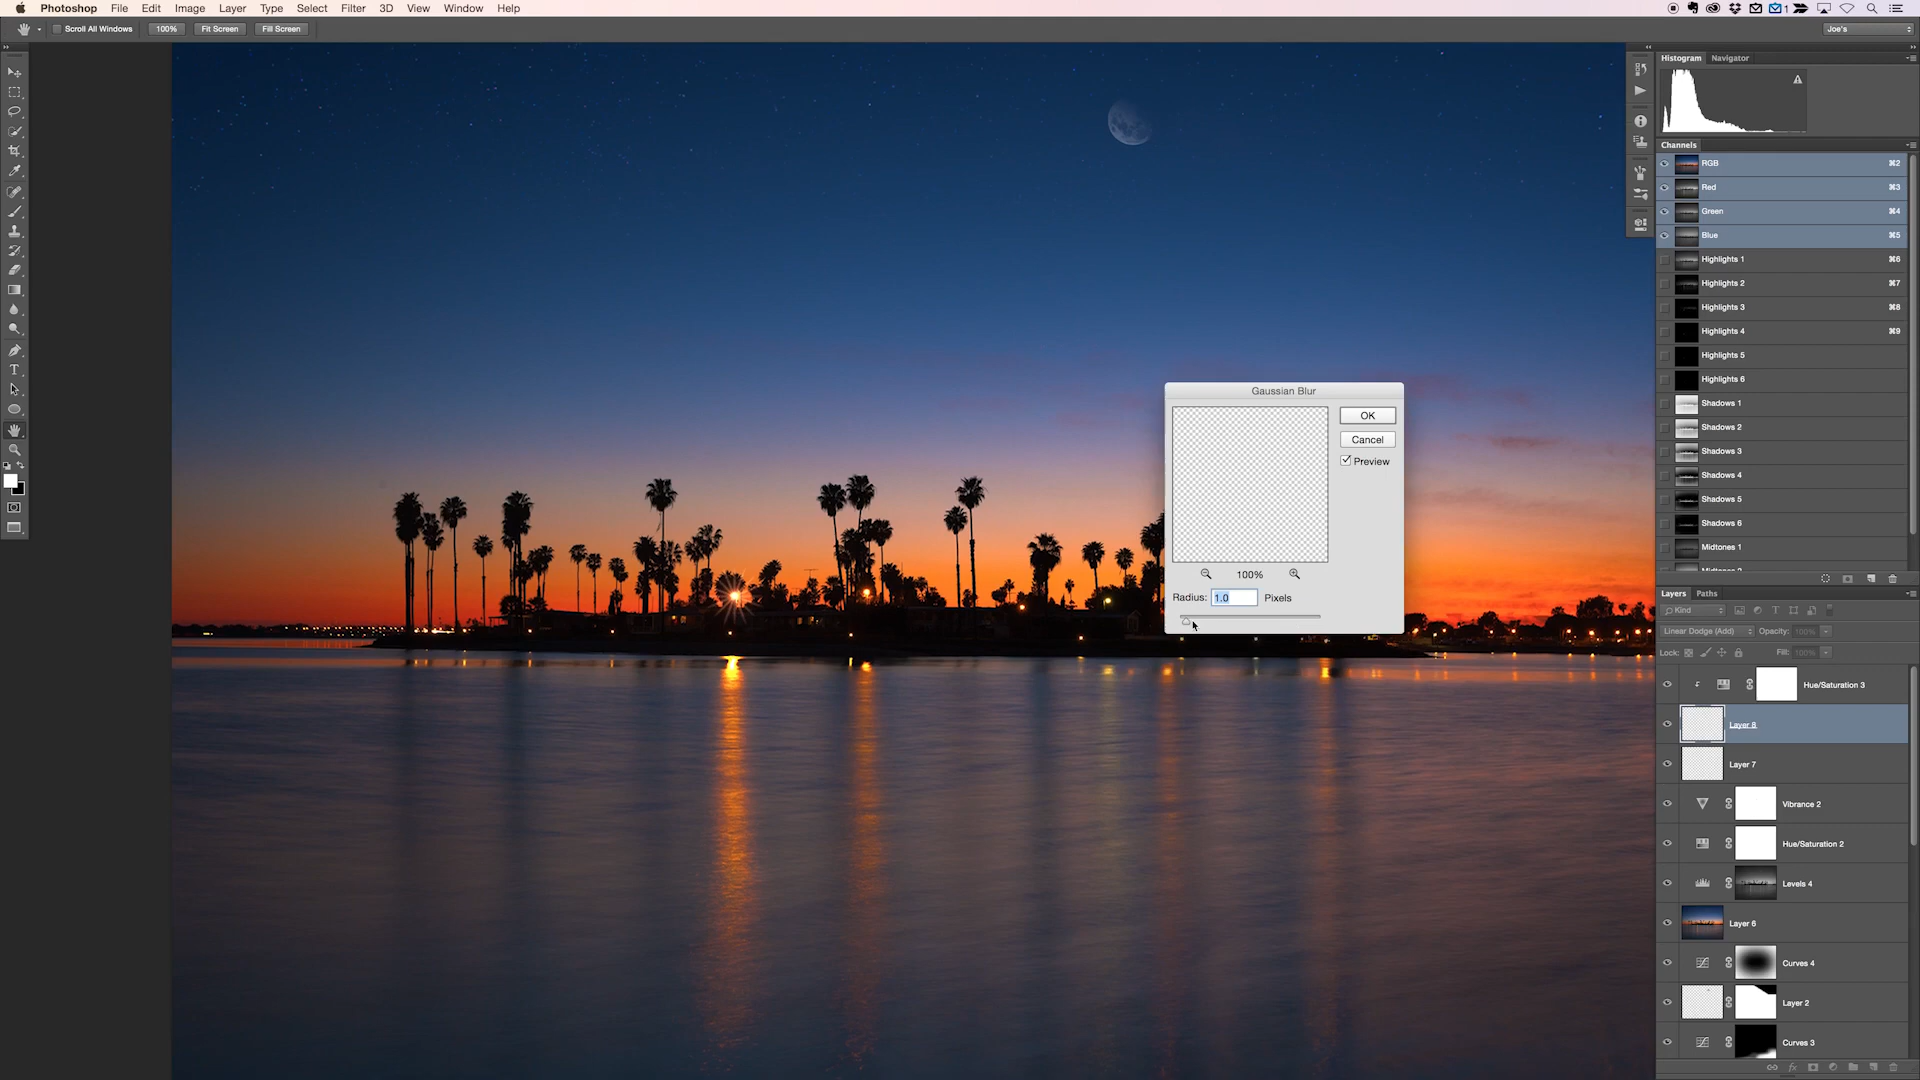 Photoshop File Edit Image Layer Type Select Filter 3D View Window Help 1
Scroll All Windows 100% Fit Screen Fill Screen Joe's
Histogram Navigator
Channels
RGB ⌘2
Red ⌘3
Green ⌘4
Blue ⌘5
Highlights 1 ⌘6
Highlights 2 ⌘7
Highlights 3 ⌘8
Highlights 4 ⌘9
Highlights 5
Highlights 6
Shadows 1
Shadows 2
Shadows 3
Shadows 4
Shadows 5
Shadows 6
Midtones 1
Gaussian Blur
OK
Cancel
Preview
100%
Radius: 1.0 Pixels
Layers Paths
Kind
Linear Dodge (Add) Opacity: 100%
Lock: Fill: 100%
Hue/Saturation 3
Layer 8
Layer 7
Vibrance 2
Hue/Saturation 2
Levels 4
Layer 6
Curves 4
Layer 2
Curves 3